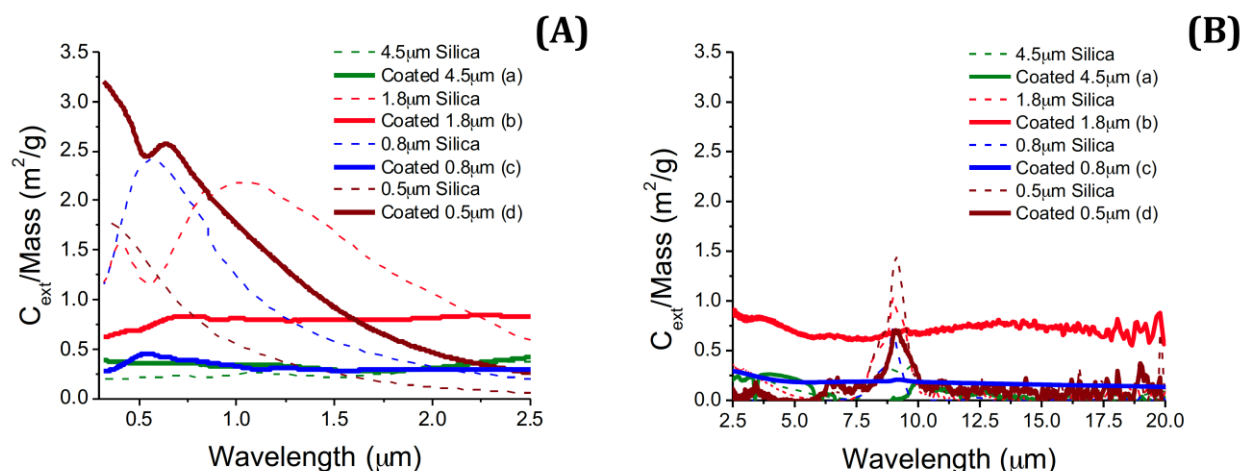 (A)
3.5
3.0
2.5
2.0
1.5
1.0
0.5
0.0
C_ext/Mass (m²/g)
4.5μm Silica
Coated 4.5μm (a)
1.8μm Silica
Coated 1.8μm (b)
0.8μm Silica
Coated 0.8μm (c)
0.5μm Silica
Coated 0.5μm (d)
0.5 1.0 1.5 2.0 2.5
Wavelength (μm)
(B)
3.5
3.0
2.5
2.0
1.5
1.0
0.5
0.0
C_ext/Mass (m²/g)
4.5μm Silica
Coated 4.5μm (a)
1.8μm Silica
Coated 1.8μm (b)
0.8μm Silica
Coated 0.8μm (c)
0.5μm Silica
Coated 0.5μm (d)
2.5 5.0 7.5 10.0 12.5 15.0 17.5 20.0
Wavelength (μm)